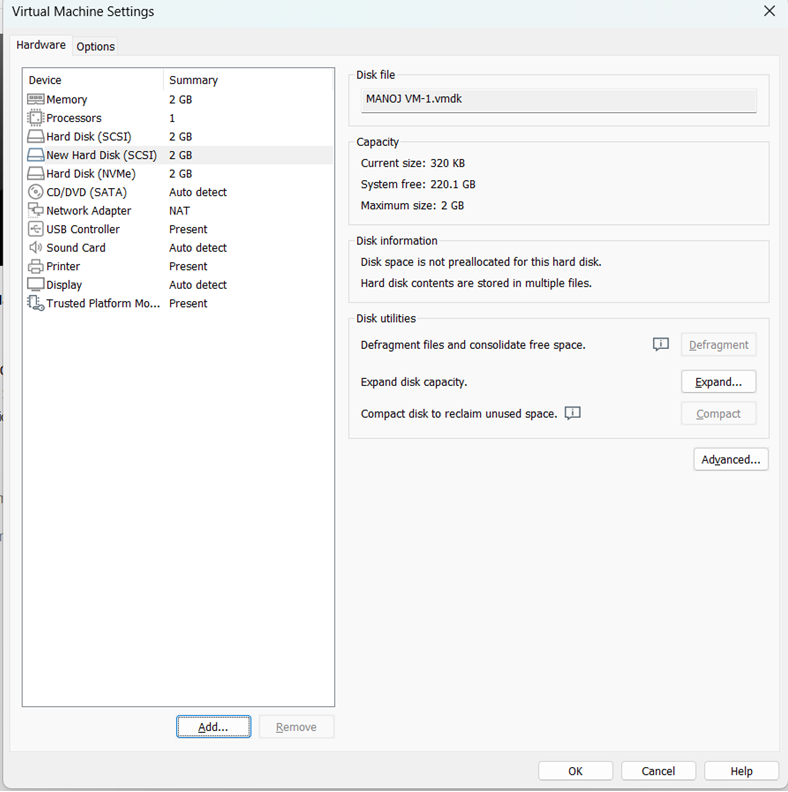 Virtual Machine Settings
Hardware Options
Device Summary
Memory 2 GB
Processors 1
Hard Disk (SCSI) 2 GB
New Hard Disk (SCSI) 2 GB
Hard Disk (NVMe) 2 GB
CD/DVD (SATA) Auto detect
Network Adapter NAT
USB Controller Present
Sound Card Auto detect
Printer Present
Display Auto detect
Trusted Platform Mo... Present
Add... Remove
Disk file
MANOJ VM-1.vmdk
Capacity
Current size: 320 KB
System free: 220.1 GB
Maximum size: 2 GB
Disk information
Disk space is not preallocated for this hard disk.
Hard disk contents are stored in multiple files.
Disk utilities
Defragment files and consolidate free space. Defragment
Expand disk capacity. Expand...
Compact disk to reclaim unused space. Compact
Advanced...
OK Cancel Help